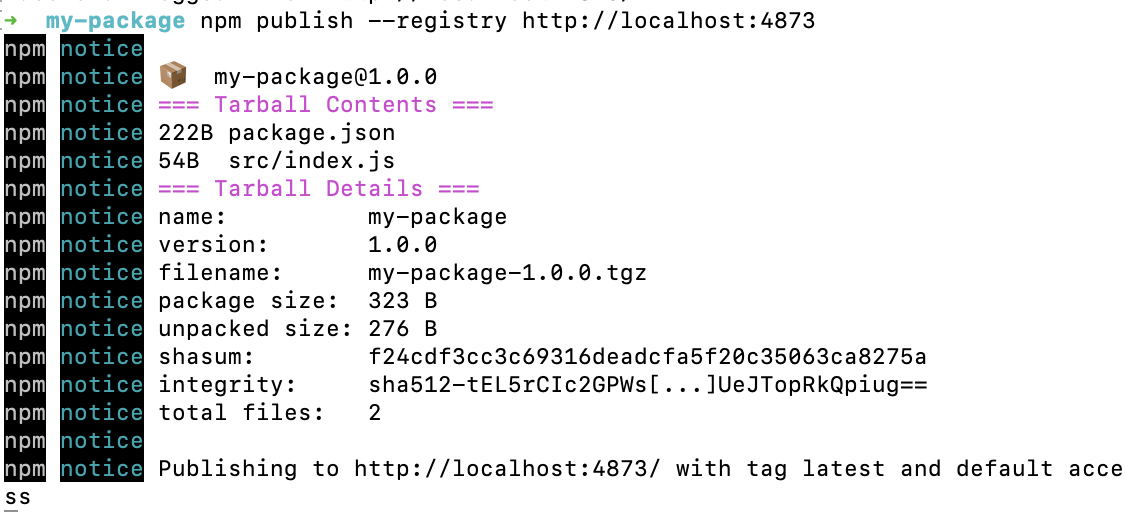 → my-package npm publish --registry http://localhost:4873
npm notice
npm notice 📦 my-package@1.0.0
npm notice === Tarball Contents ===
npm notice 222B package.json
npm notice 54B src/index.js
npm notice === Tarball Details ===
npm notice name: my-package
npm notice version: 1.0.0
npm notice filename: my-package-1.0.0.tgz
npm notice package size: 323 B
npm notice unpacked size: 276 B
npm notice shasum: f24cdf3cc3c69316deadcfa5f20c35063ca8275a
npm notice integrity: sha512-tEL5rCIc2GPWs[...]UeJTopRkQpiug==
npm notice total files: 2
npm notice
npm notice Publishing to http://localhost:4873/ with tag latest and default acce
ss